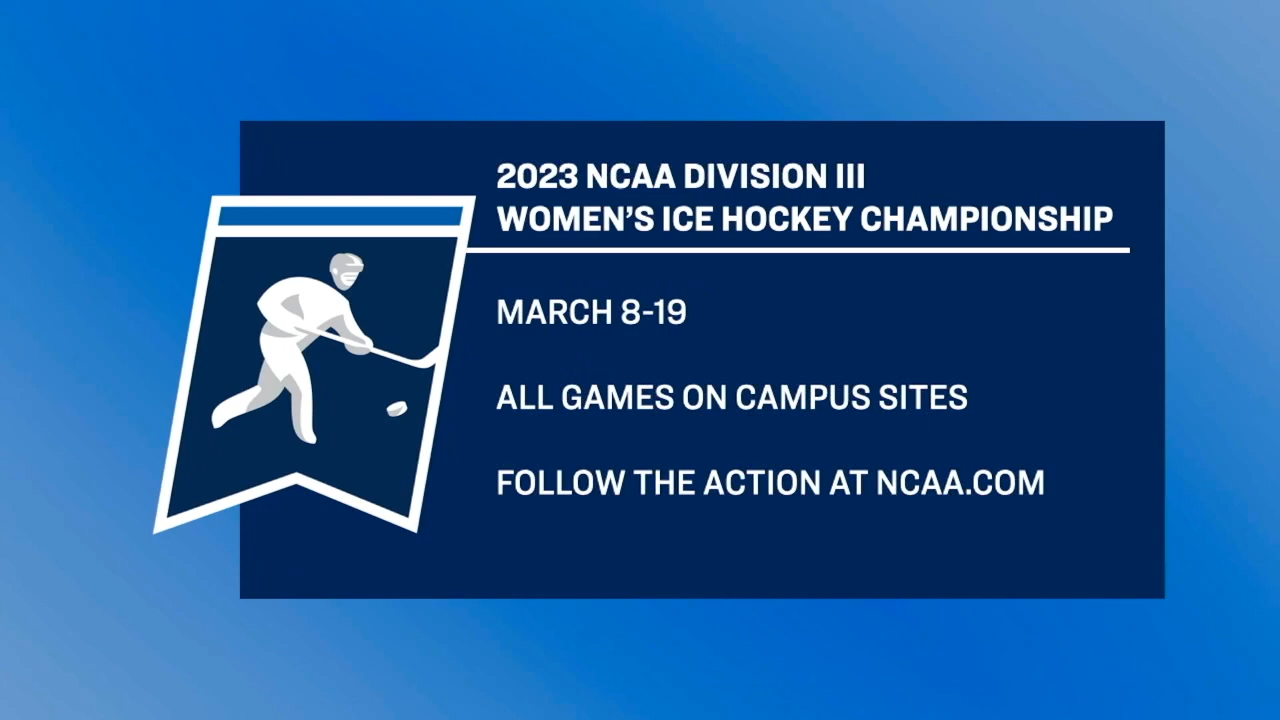 2023 NCAA DIVISION III
WOMEN'S ICE HOCKEY CHAMPIONSHIP
MARCH 8-19
ALL GAMES ON CAMPUS SITES
FOLLOW THE ACTION AT NCAA.COM